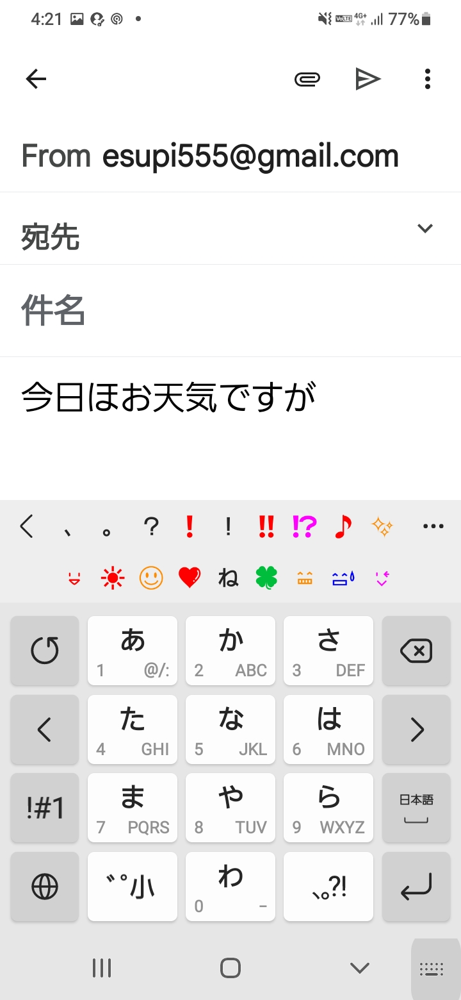 4:21 VoLTE 4G+ 77%
From esupi555@gmail.com
宛先
件名
今日ほお天気ですが
、 。 ? ! ! !! !? ♪ …
ね
あ 1 @/: か 2 ABC さ 3 DEF
た 4 GHI な 5 JKL は 6 MNO
!#1 ま 7 PQRS や 8 TUV ら 9 WXYZ 日本語
゛゜小 わ 0 − 、。?!